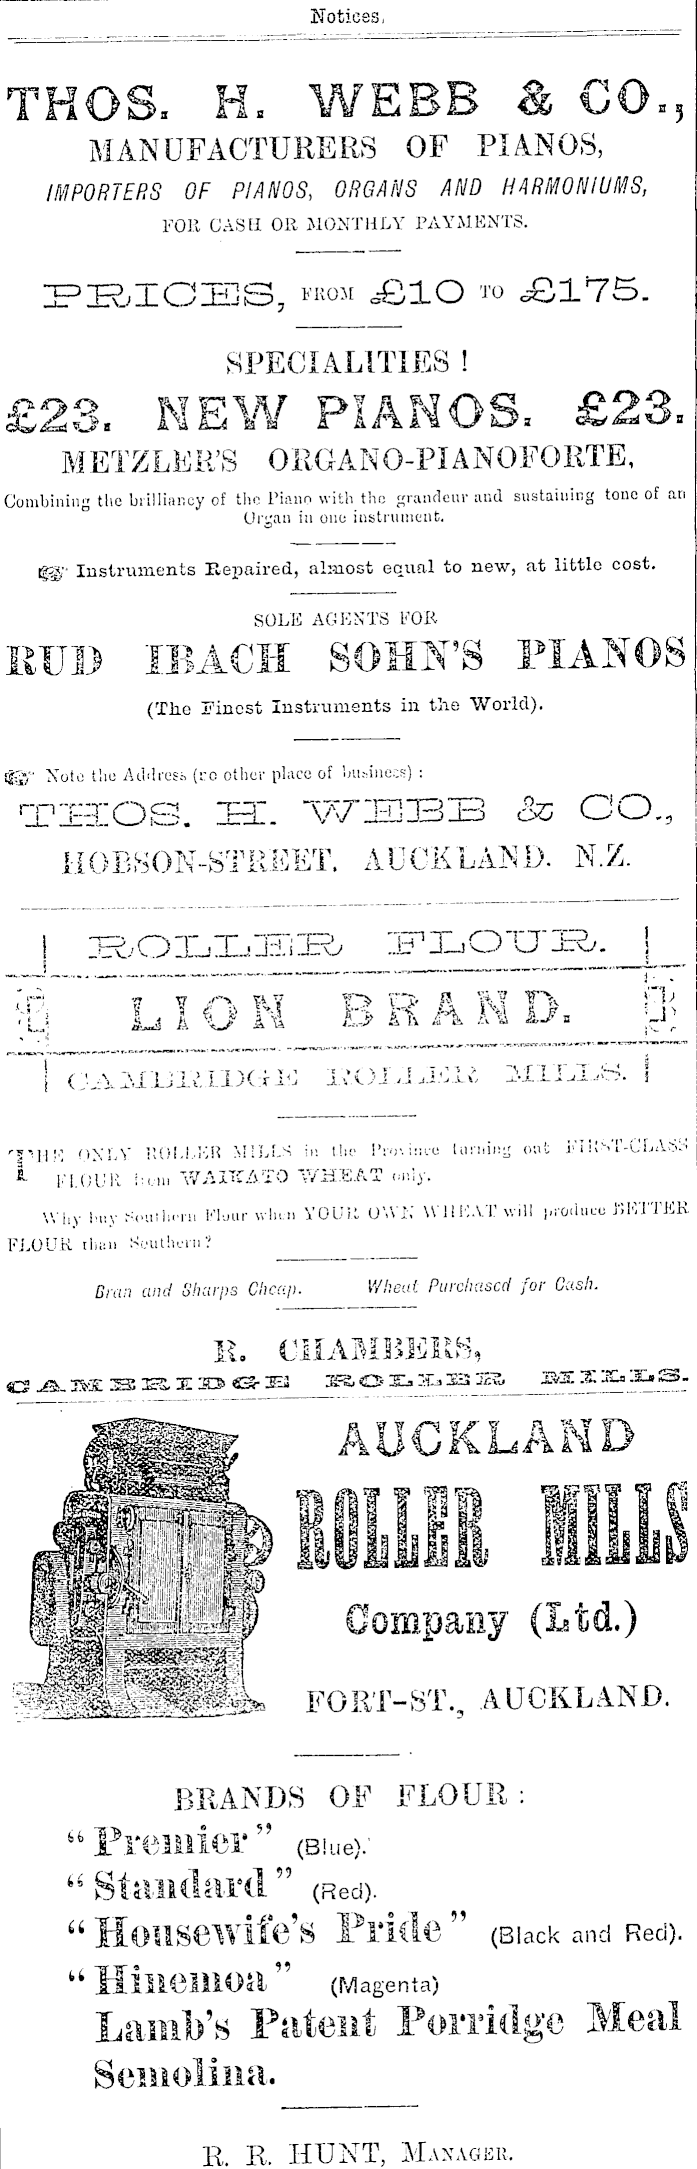 Notices.
THOS. H. WEBB & CO.,
MANUFACTURERS OF PIANOS,
IMPORTERS OF PIANOS, ORGANS AND HARMONIUMS,
FOR CASH OR MONTHLY PAYMENTS.
PRICES, FROM £10 TO £175.
SPECIALITIES !
£23. NEW PIANOS. £23.
METZLER'S ORGANO-PIANOFORTE,
Combining the brilliancy of the Piano with the grandeur and sustaining tone of an
Organ in one instrument.
Instruments Repaired, almost equal to new, at little cost.
SOLE AGENTS FOR
RUD IBACH SOHN'S PIANOS
(The Finest Instruments in the World).
Note the Address (no other place of business) :
THOS. H. WEBB & CO.,
HOBSON-STREET, AUCKLAND. N.Z.
ROLLER FLOUR.
LION BRAND.
CAMBRIDGE ROLLER MILLS.
THE ONLY ROLLER MILLS in the Province turning out FIRST-CLASS
FLOUR from WAIKATO WHEAT only.
Why buy Southern Flour when YOUR OWN WHEAT will produce BETTER
FLOUR than Southern?
Bran and Sharps Cheap. Wheat Purchased for Cash.
R. CHAMBERS,
CAMBRIDGE ROLLER MILLS.
AUCKLAND
ROLLER MILLS
Company (Ltd.)
FORT-ST., AUCKLAND.
BRANDS OF FLOUR :
"Premier" (Blue).
"Standard" (Red).
"Housewife's Pride" (Black and Red).
"Hinemoa" (Magenta)
Lamb's Patent Porridge Meal
Semolina.
R. R. HUNT, MANAGER.